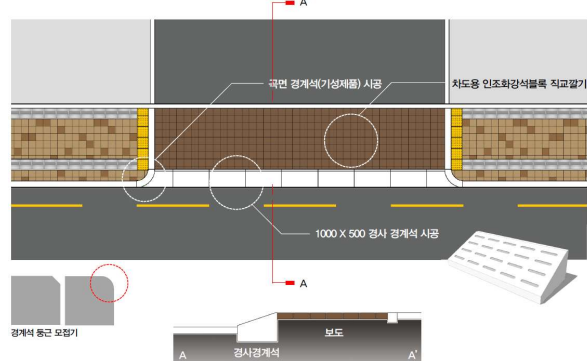 A
곡면 경계석(기성제품) 시공
차도용 인조화강석블록 직교깔기
1000 X 500 경사 경계석 시공
A
경계석 둥근 모접기
보도
A
경사경계석
A'